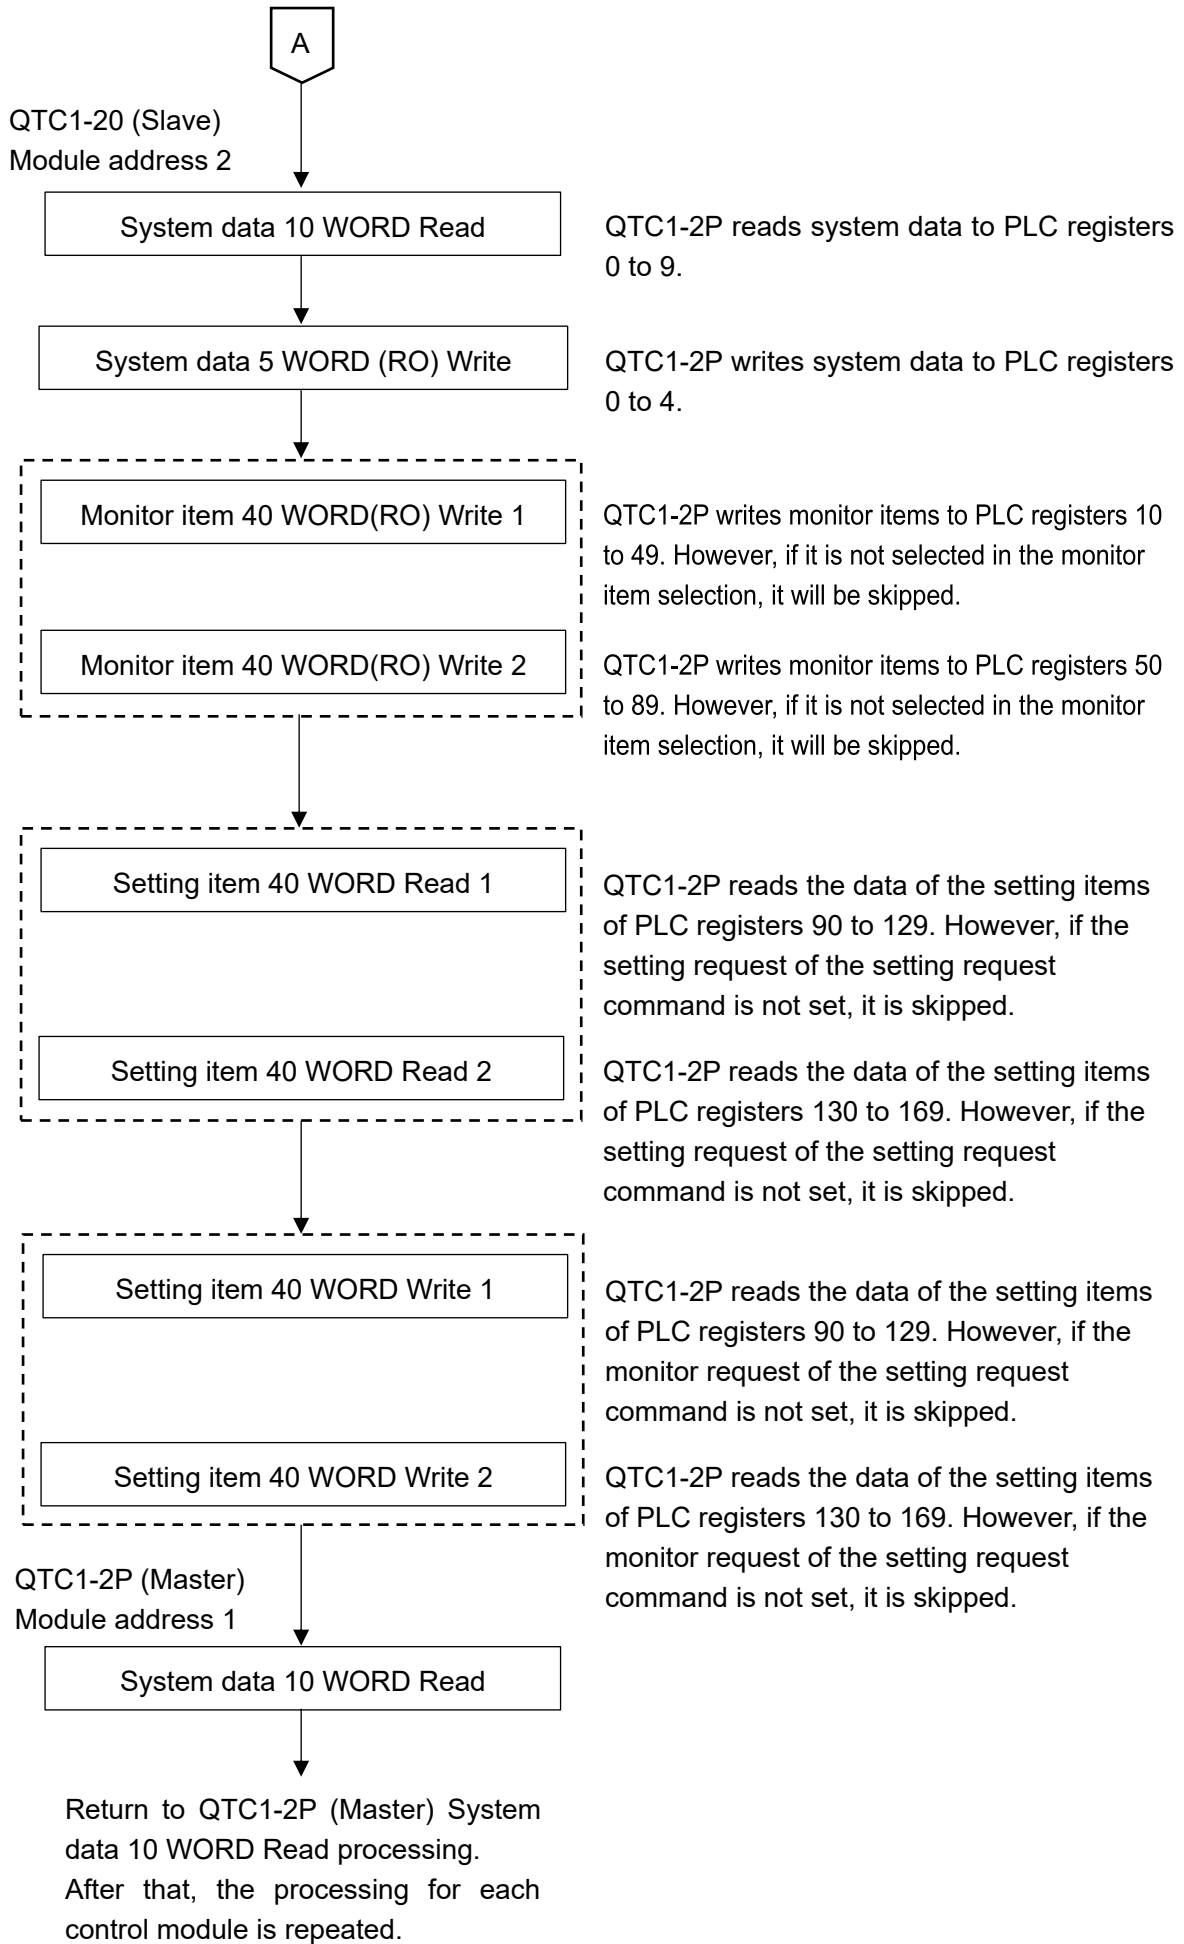 A
QTC1-20 (Slave)
Module address 2
System data 10 WORD Read
QTC1-2P reads system data to PLC registers
0 to 9.
System data 5 WORD (RO) Write
QTC1-2P writes system data to PLC registers
0 to 4.
Monitor item 40 WORD(RO) Write 1
QTC1-2P writes monitor items to PLC registers 10
to 49. However, if it is not selected in the monitor
item selection, it will be skipped.
Monitor item 40 WORD(RO) Write 2
QTC1-2P writes monitor items to PLC registers 50
to 89. However, if it is not selected in the monitor
item selection, it will be skipped.
Setting item 40 WORD Read 1
QTC1-2P reads the data of the setting items
of PLC registers 90 to 129. However, if the
setting request of the setting request
command is not set, it is skipped.
Setting item 40 WORD Read 2
QTC1-2P reads the data of the setting items
of PLC registers 130 to 169. However, if the
setting request of the setting request
command is not set, it is skipped.
Setting item 40 WORD Write 1
QTC1-2P reads the data of the setting items
of PLC registers 90 to 129. However, if the
monitor request of the setting request
command is not set, it is skipped.
Setting item 40 WORD Write 2
QTC1-2P reads the data of the setting items
of PLC registers 130 to 169. However, if the
monitor request of the setting request
command is not set, it is skipped.
QTC1-2P (Master)
Module address 1
System data 10 WORD Read
Return to QTC1-2P (Master) System
data 10 WORD Read processing.
After that, the processing for each
control module is repeated.